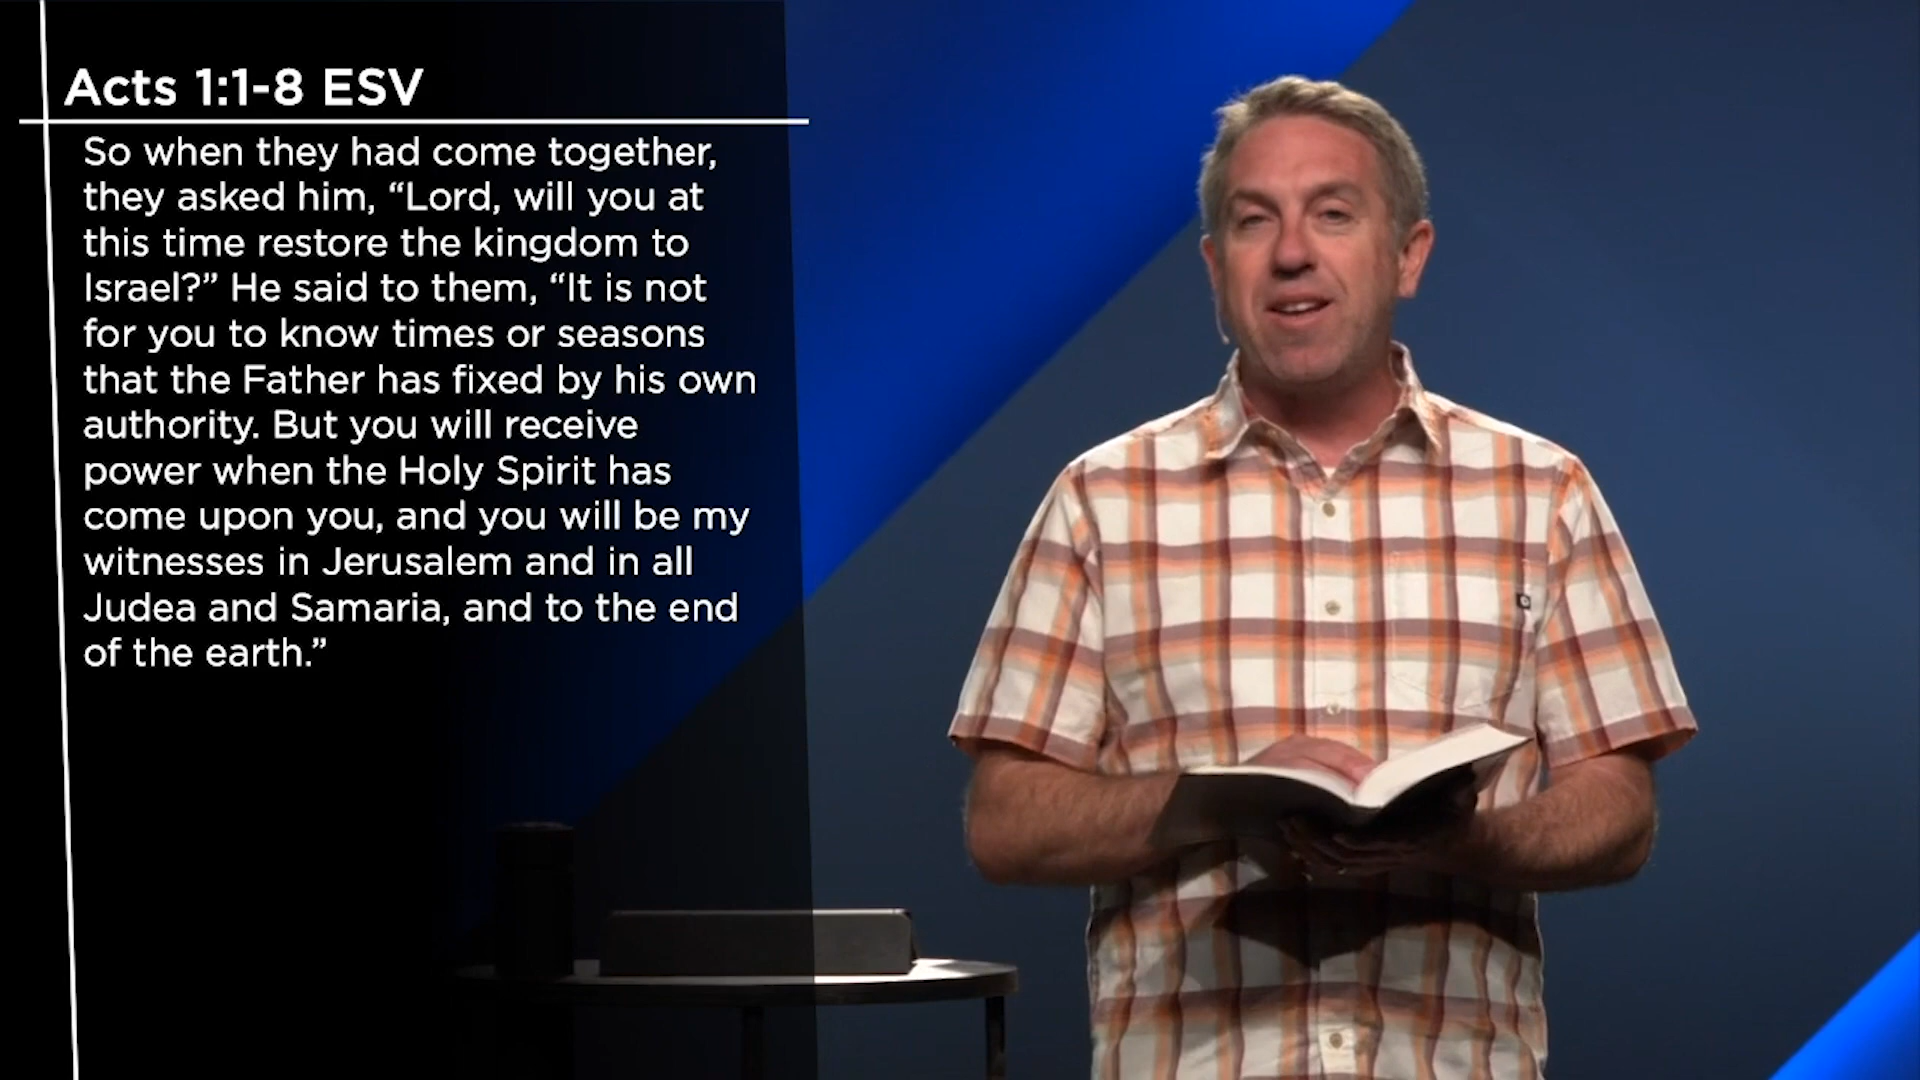 Acts 1:1-8 ESV
So when they had come together,
they asked him, “Lord, will you at
this time restore the kingdom to
Israel?” He said to them, “It is not
for you to know times or seasons
that the Father has fixed by his own
authority. But you will receive
power when the Holy Spirit has
come upon you, and you will be my
witnesses in Jerusalem and in all
Judea and Samaria, and to the end
of the earth.”